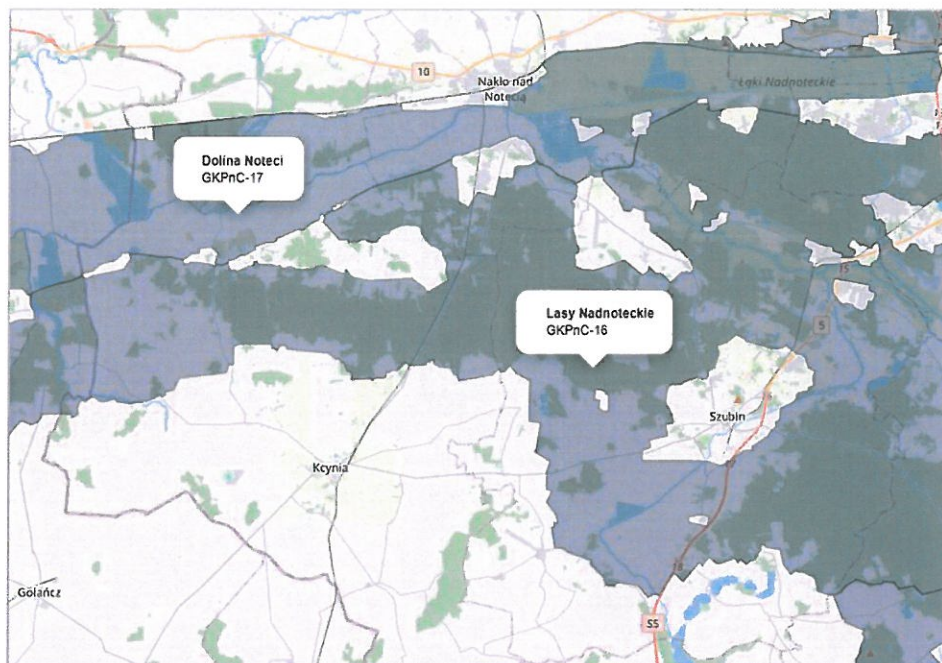 10
Nakło nad
Notecią
Łąki Nadnoteckie
Dolina Noteci
GKPnC-17
15
Lasy Nadnoteckie
GKPnC-16
5
Szubin
Kcynia
Gołańcz
S5